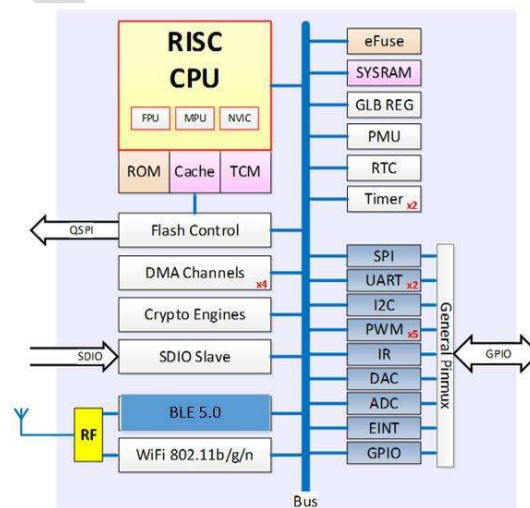 RISC
CPU
FPU
MPU
NVIC
ROM
Cache
TCM
QSPI
Flash Control
DMA Channels x4
Crypto Engines
SDIO
SDIO Slave
RF
BLE 5.0
WiFi 802.11b/g/n
Bus
eFuse
SYSRAM
GLB REG
PMU
RTC
Timer x2
SPI
UART x2
I2C
PWM x5
IR
DAC
ADC
EINT
GPIO
General Pinmux
GPIO